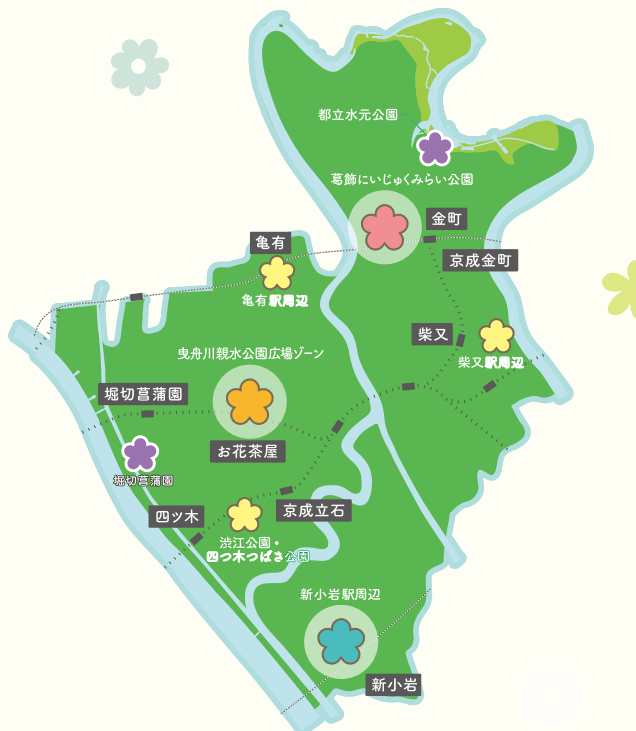 都立水元公園
葛飾にいじゅくみらい公園
金町
亀有
京成金町
亀有駅周辺
柴又
曳舟川親水公園広場ゾーン
柴又駅周辺
堀切菖蒲園
お花茶屋
堀切菖蒲園
四ツ木
京成立石
渋江公園・
四つ木つばさ公園
新小岩駅周辺
新小岩